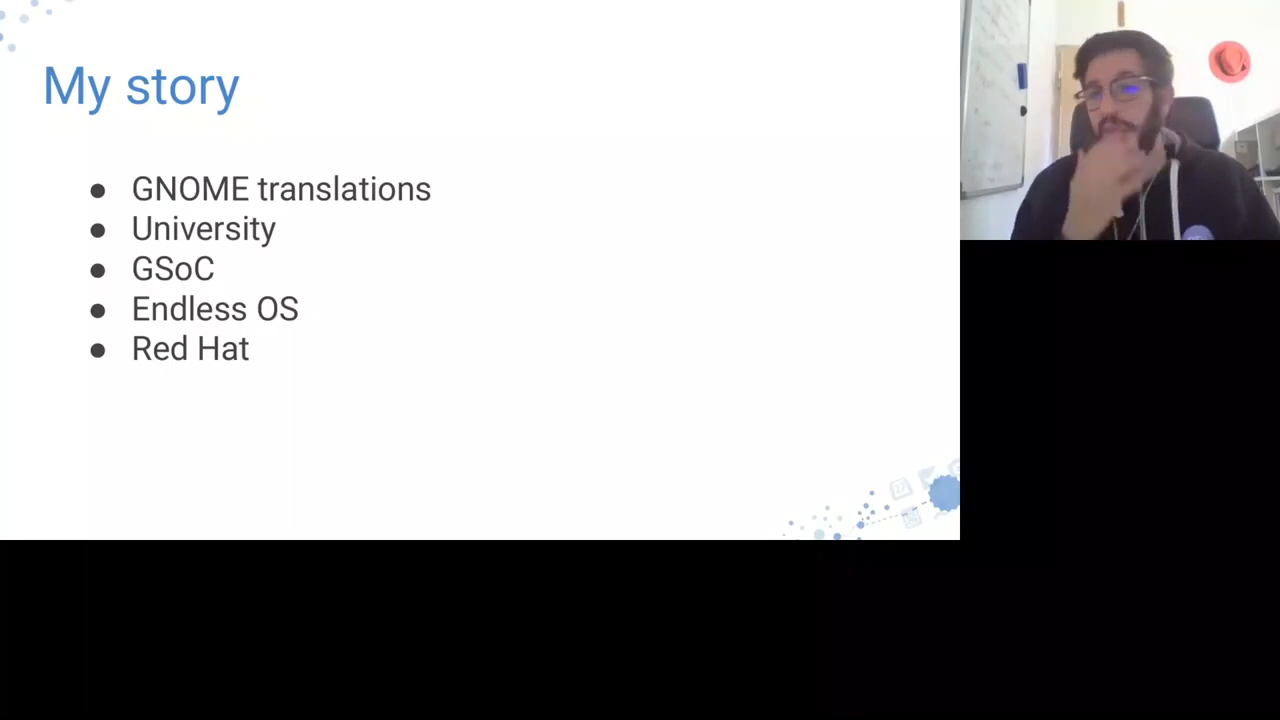 My story
● GNOME translations
● University
● GSoC
● Endless OS
● Red Hat